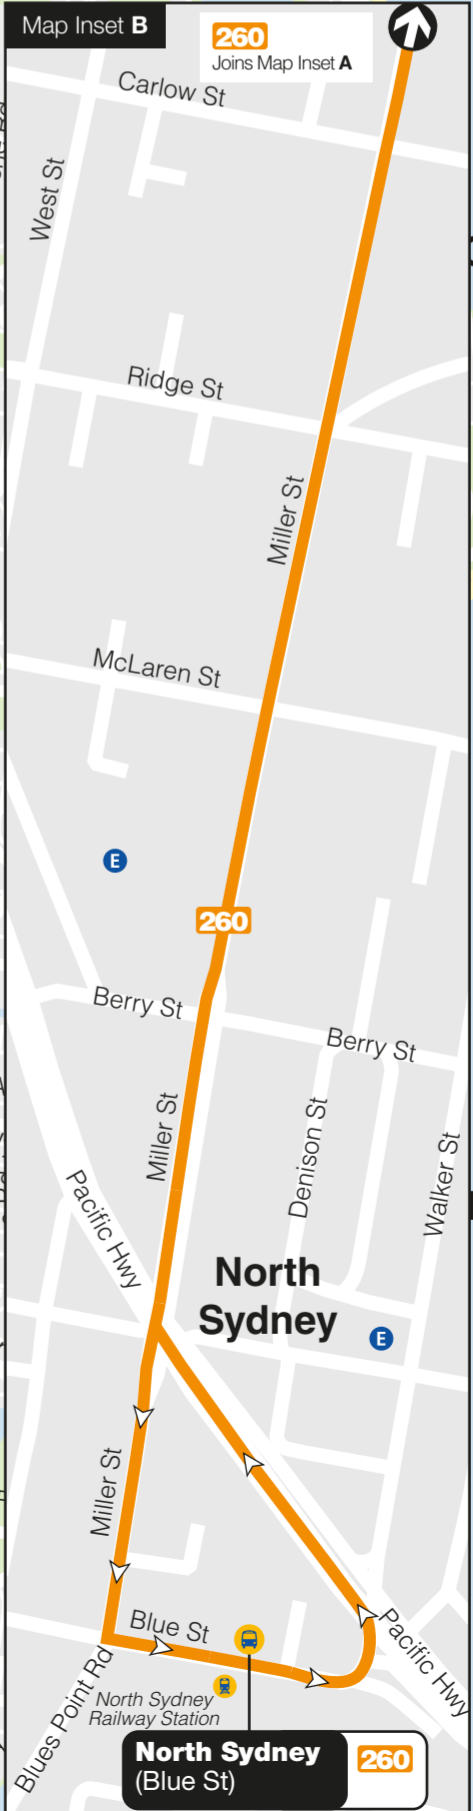 Map Inset B
260
Joins Map Inset A
Carlow St
West St
Ridge St
Miller St
McLaren St
E
260
Berry St
Berry St
Miller St
Denison St
Walker St
Pacific Hwy
North
Sydney
E
Miller St
Blue St
Pacific Hwy
Blues Point Rd
North Sydney
Railway Station
North Sydney
(Blue St)
260